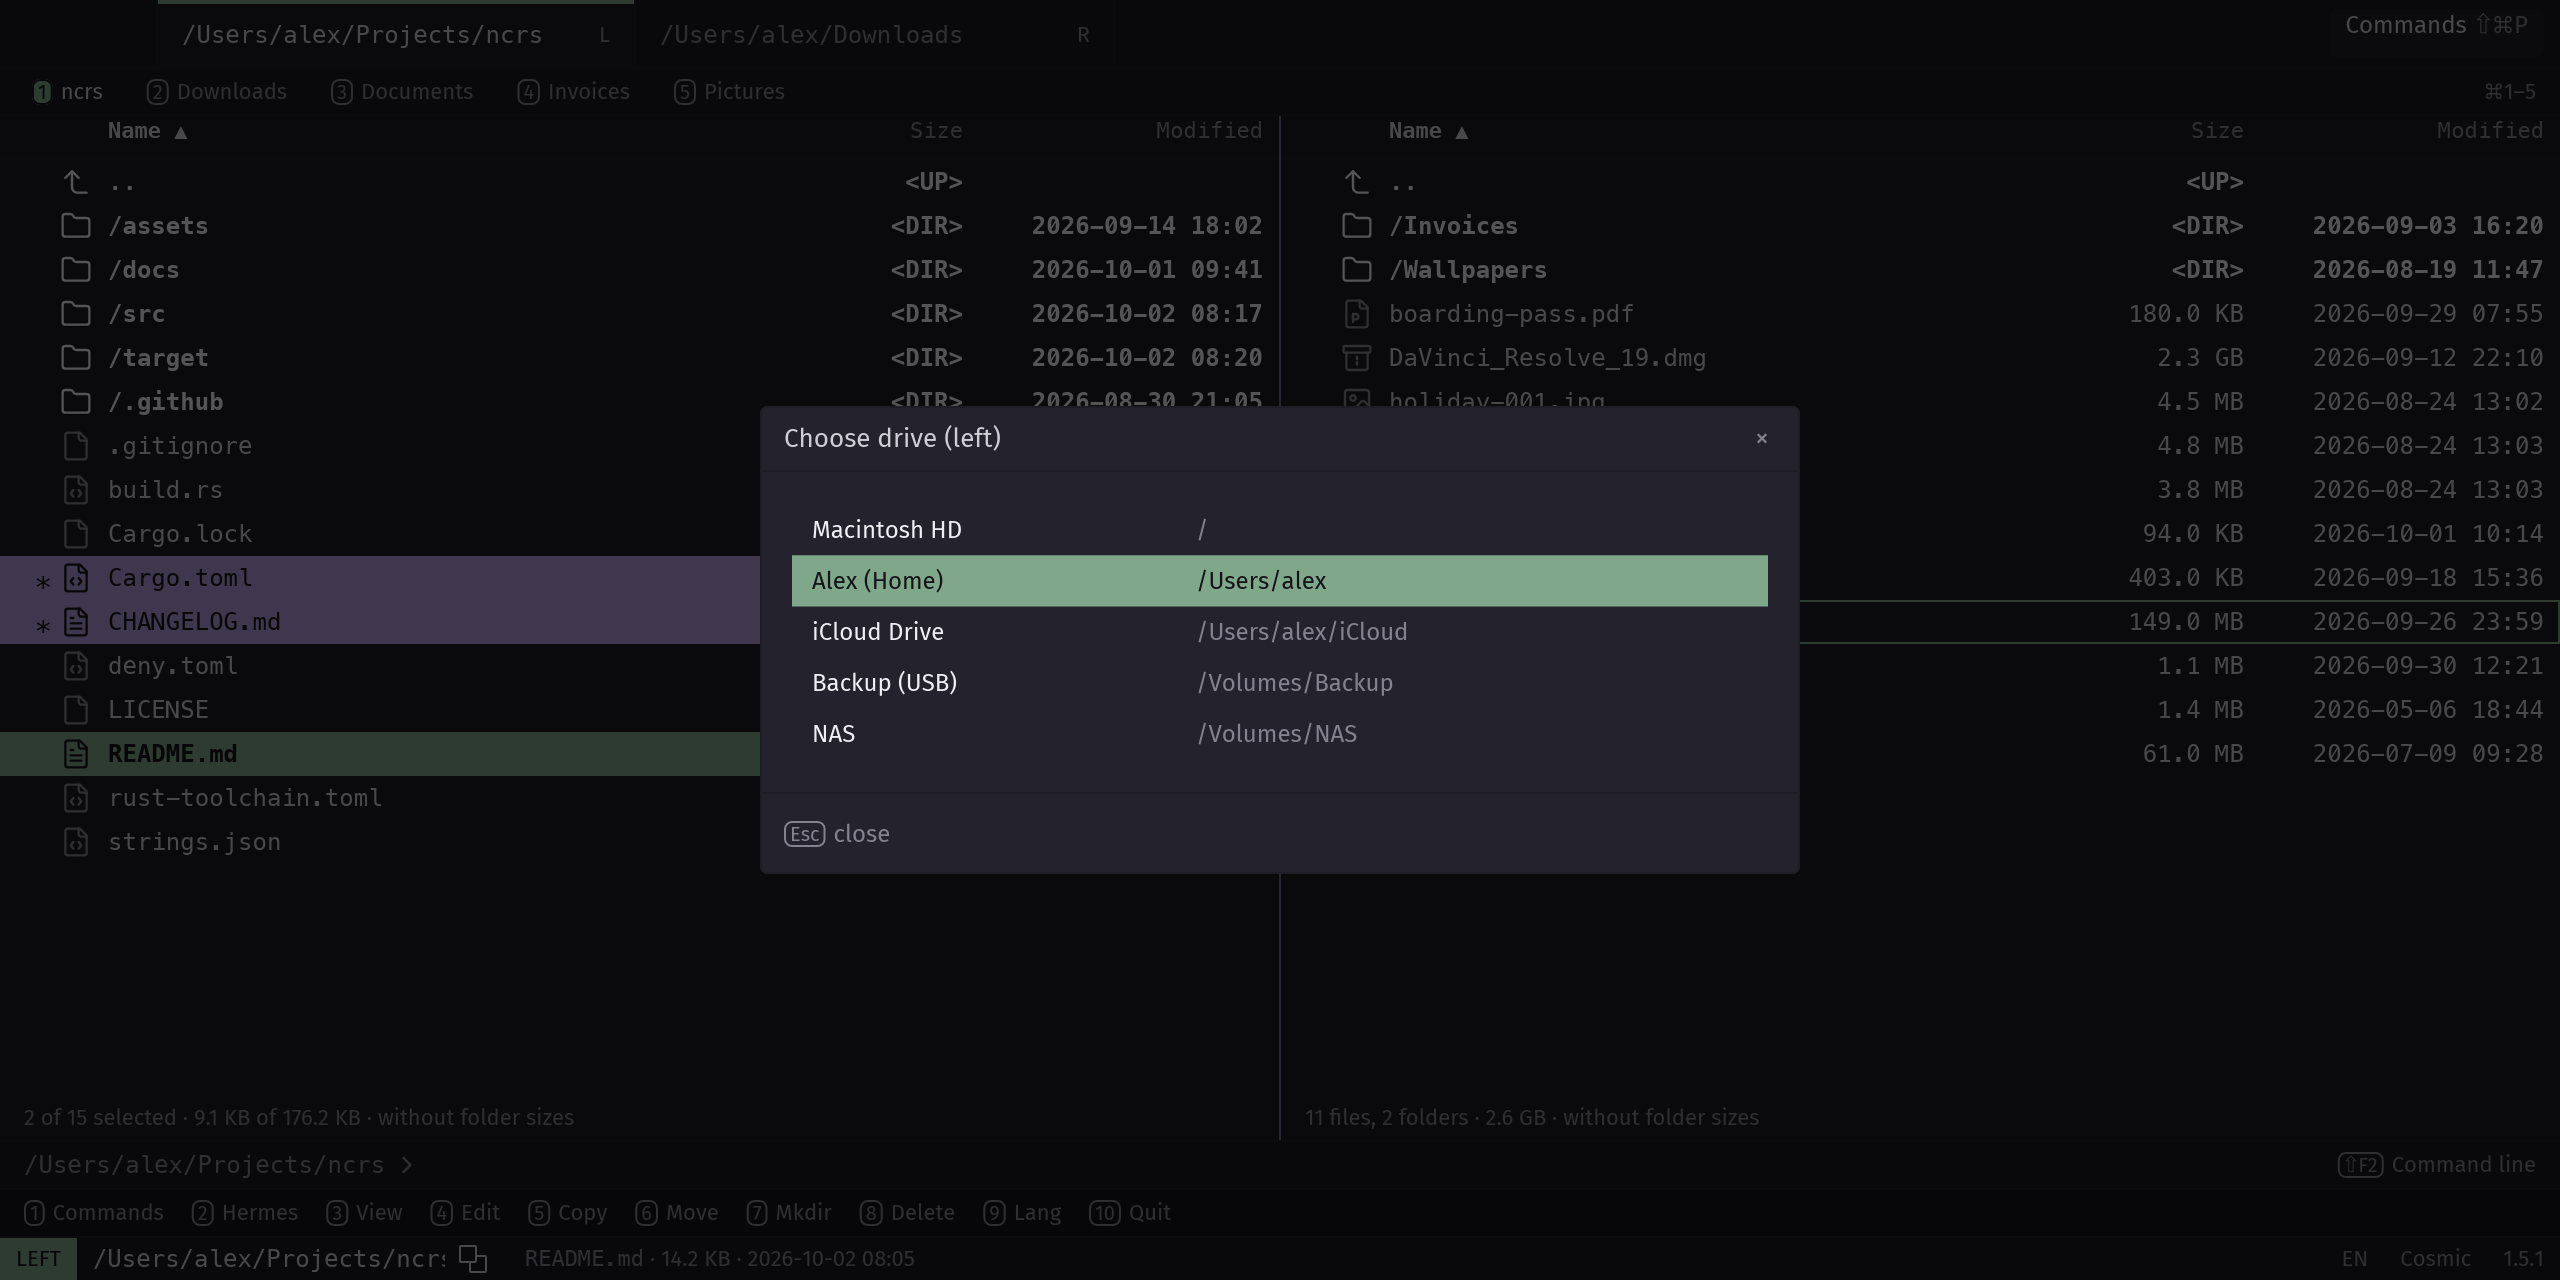 /Users/alex/Projects/ncrs L /Users/alex/Downloads R Commands ⇧⌘P
1 ncrs 2 Downloads 3 Documents 4 Invoices 5 Pictures ⌘1–5
Name ▲ Size Modified Name ▲ Size Modified
.. <UP> .. <UP>
/assets <DIR> 2026-09-14 18:02 /Invoices <DIR> 2026-09-03 16:20
/docs <DIR> 2026-10-01 09:41 /Wallpapers <DIR> 2026-08-19 11:47
/src <DIR> 2026-10-02 08:17 boarding-pass.pdf 180.0 KB 2026-09-29 07:55
/target <DIR> 2026-10-02 08:20 DaVinci_Resolve_19.dmg 2.3 GB 2026-09-12 22:10
/.github <DIR> 2026-08-30 21:05 holiday-001.jpg 4.5 MB 2026-08-24 13:02
.gitignore 4.8 MB 2026-08-24 13:03
build.rs 3.8 MB 2026-08-24 13:03
Cargo.lock 94.0 KB 2026-10-01 10:14
* Cargo.toml 403.0 KB 2026-09-18 15:36
* CHANGELOG.md 149.0 MB 2026-09-26 23:59
deny.toml 1.1 MB 2026-09-30 12:21
LICENSE 1.4 MB 2026-05-06 18:44
README.md 61.0 MB 2026-07-09 09:28
rust-toolchain.toml
strings.json
Choose drive (left) ×
Macintosh HD /
Alex (Home) /Users/alex
iCloud Drive /Users/alex/iCloud
Backup (USB) /Volumes/Backup
NAS /Volumes/NAS
Esc close
2 of 15 selected · 9.1 KB of 176.2 KB · without folder sizes 11 files, 2 folders · 2.6 GB · without folder sizes
/Users/alex/Projects/ncrs > ⇧F2 Command line
1 Commands 2 Hermes 3 View 4 Edit 5 Copy 6 Move 7 Mkdir 8 Delete 9 Lang 10 Quit
LEFT /Users/alex/Projects/ncrs README.md · 14.2 KB · 2026-10-02 08:05 EN Cosmic 1.5.1